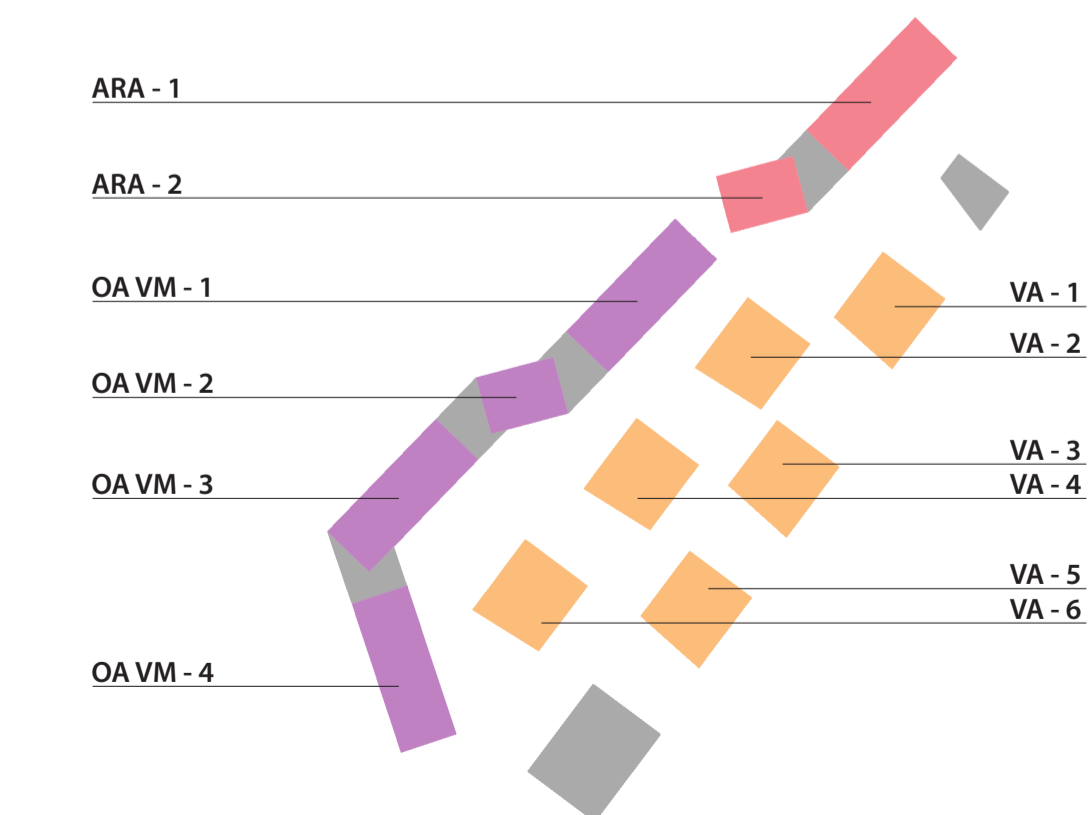 ARA - 1
ARA - 2
OA VM - 1
OA VM - 2
OA VM - 3
OA VM - 4
VA - 1
VA - 2
VA - 3
VA - 4
VA - 5
VA - 6